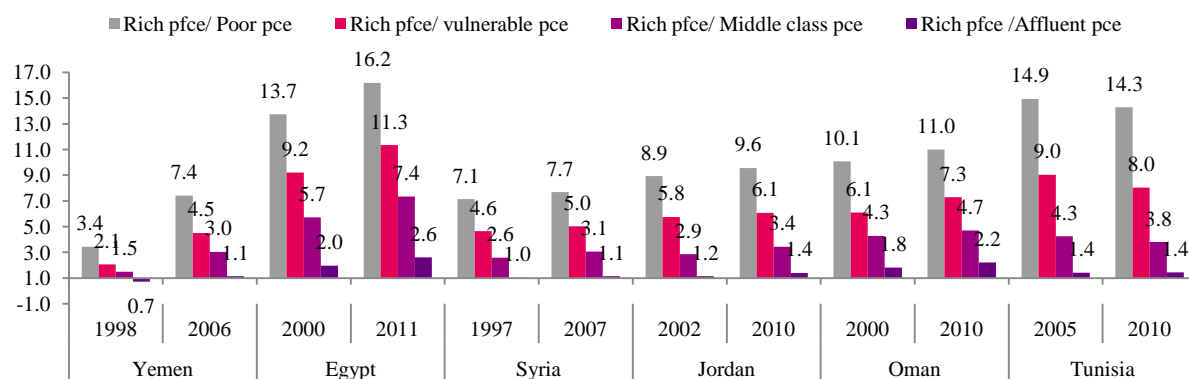 Rich pfce/ Poor pce Rich pfce/ vulnerable pce Rich pfce/ Middle class pce Rich pfce /Affluent pce
17.0
15.0
13.0
11.0
9.0
7.0
5.0
3.0
1.0
-1.0
3.4 2.1 1.5 0.7
7.4 4.5 3.0 1.1
13.7 9.2 5.7 2.0
16.2 11.3 7.4 2.6
7.1 4.6 2.6 1.0
7.7 5.0 3.1 1.1
8.9 5.8 2.9 1.2
9.6 6.1 3.4 1.4
10.1 6.1 4.3 1.8
11.0 7.3 4.7 2.2
14.9 9.0 4.3 1.4
14.3 8.0 3.8 1.4
1998 2006 2000 2011 1997 2007 2002 2010 2000 2010 2005 2010
Yemen Egypt Syria Jordan Oman Tunisia